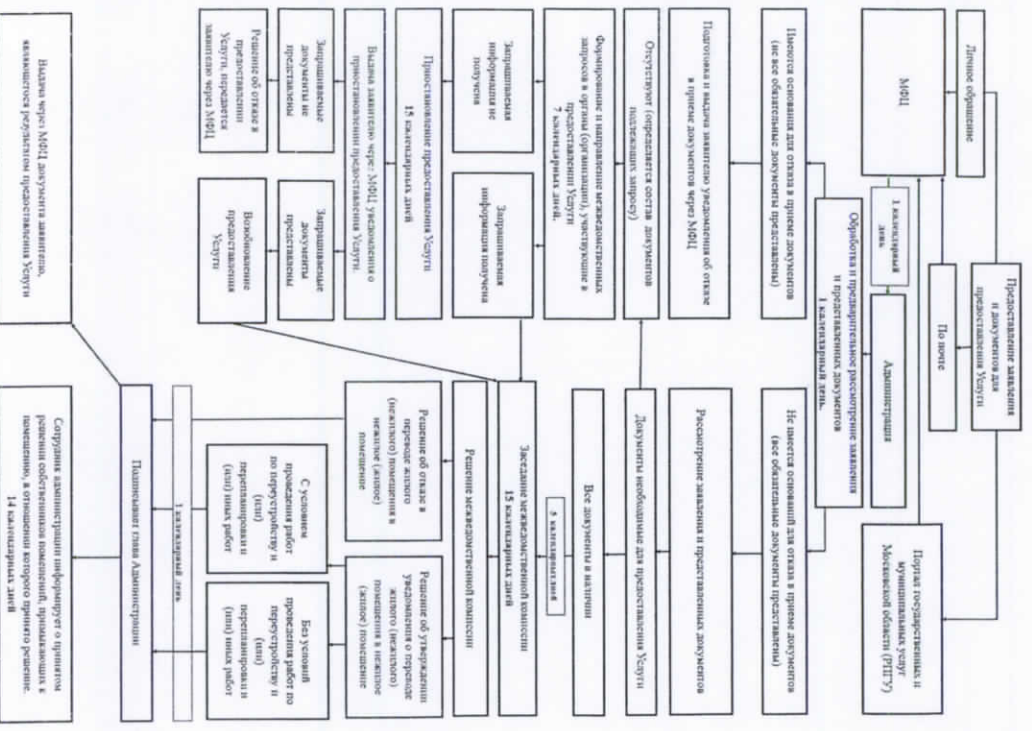 Предоставление заявления
и документов для
предоставления Услуги
Личное обращение
По почте
Портал государственных и
муниципальных услуг
Московской области (РПГУ)
МФЦ
1 календарный
день
Администрация
Обработка и предварительное рассмотрение заявления
и представленных документов
1 календарный день.
Имеются основания для отказа в приеме документов
(не все обязательные документы представлены)
Не имеется оснований для отказа в приеме документов
(все обязательные документы представлены)
Подготовка и выдача заявителю уведомления об отказе
в приеме документов через МФЦ
Рассмотрение заявления и представленных документов
Отсутствуют (определяется состав документов
подлежащих запросу)
Документы необходимые для предоставления Услуги
Формирование и направление межведомственных
запросов в органы (организации), участвующие в
предоставлении Услуги
7 календарных дней.
Все документы в наличии
5 календарных дней
Запрашиваемая
информация не
получена
Запрашиваемая
информация получена
Заседание межведомственной комиссии
15 календарных дней
Приостановление предоставления Услуги
15 календарных дней
Решение межведомственной комиссии
Выдача заявителю через МФЦ уведомления о
приостановлении предоставления Услуги.
Решение об отказе в
переводе жилого
(нежилого) помещения в
нежилое (жилое)
помещение
Решение об утверждении
уведомления о переводе
жилого (нежилого)
помещения в нежилое
(жилое) помещение
Запрашиваемые
документы не
представлены
Запрашиваемые
документы
представлены
Решение об отказе в
предоставлении
Услуги, передается
заявителю через МФЦ
Возобновление
предоставления
Услуги
С условием
проведения работ
по переустройству и
(или)
перепланировки и
(или) иных работ
Без условий
проведения работ по
переустройству и
(или)
перепланировки и
(или) иных работ
календарный день
Подписывает глава Администрации
Выдача через МФЦ документа заявителю,
являющегося результатом предоставления Услуги
Сотрудник администрации информирует о принятом
решении собственников помещений, примыкающих к
помещению, в отношении которого принято решение.
14 календарных дней